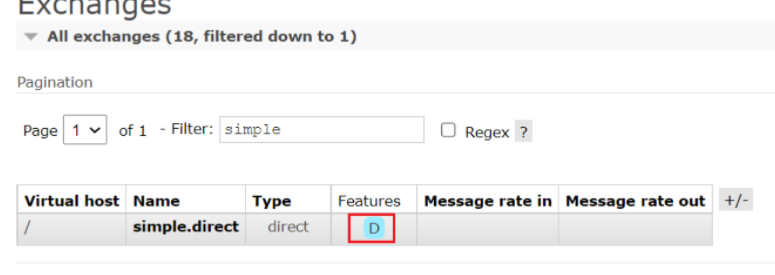 Exchanges
All exchanges (18, filtered down to 1)
Pagination
Page 1 of 1 - Filter: simple Regex ?
Virtual host Name Type Features Message rate in Message rate out +/-
/ simple.direct direct D